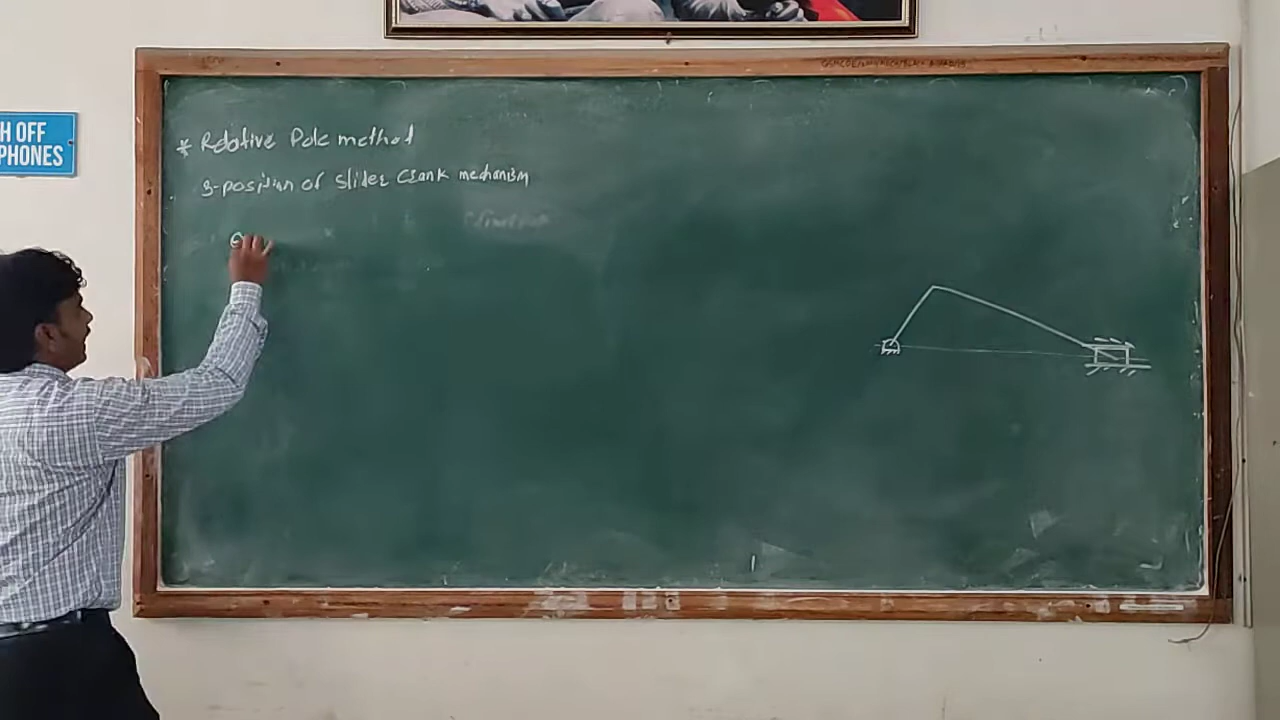 H OFF
PHONES
* Relative Pole method
3-position of slider crank mechanism
θ